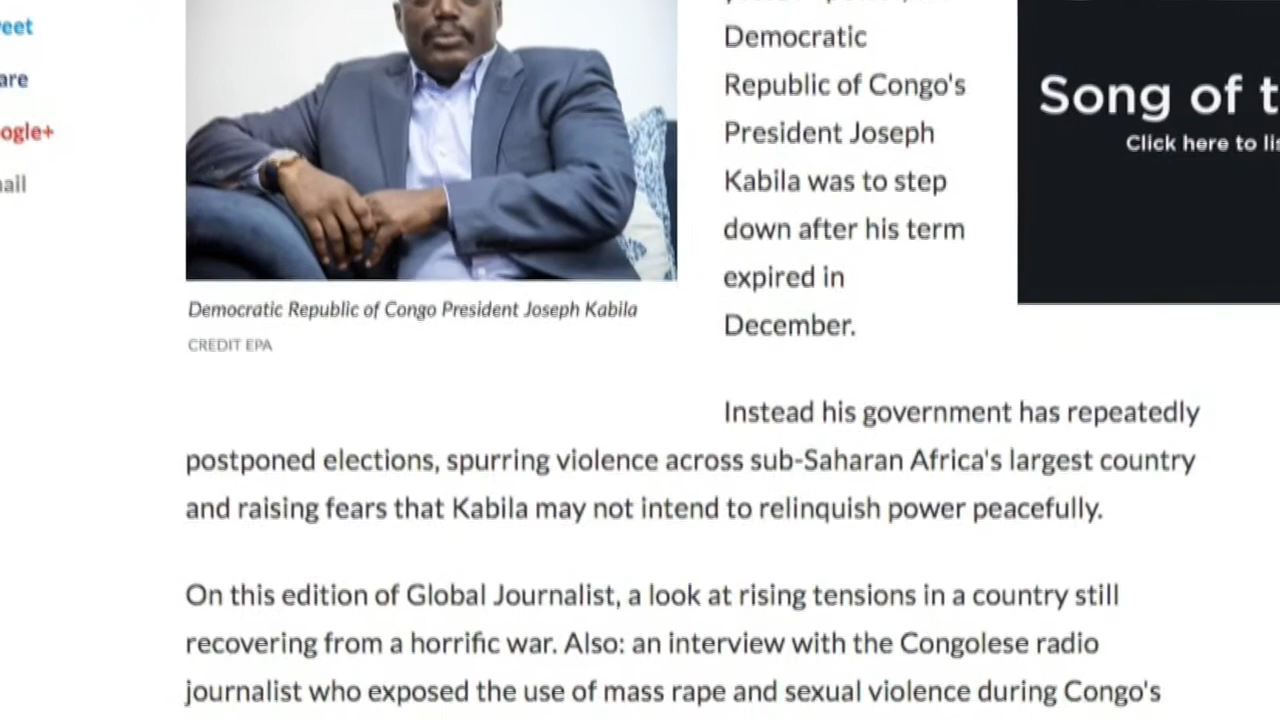 eet
are
ogle+
ail
Democratic
Republic of Congo's
President Joseph
Kabila was to step
down after his term
expired in
December.
Song of t
Click here to lis
Democratic Republic of Congo President Joseph Kabila
CREDIT EPA
Instead his government has repeatedly
postponed elections, spurring violence across sub-Saharan Africa's largest country
and raising fears that Kabila may not intend to relinquish power peacefully.
On this edition of Global Journalist, a look at rising tensions in a country still
recovering from a horrific war. Also: an interview with the Congolese radio
journalist who exposed the use of mass rape and sexual violence during Congo's